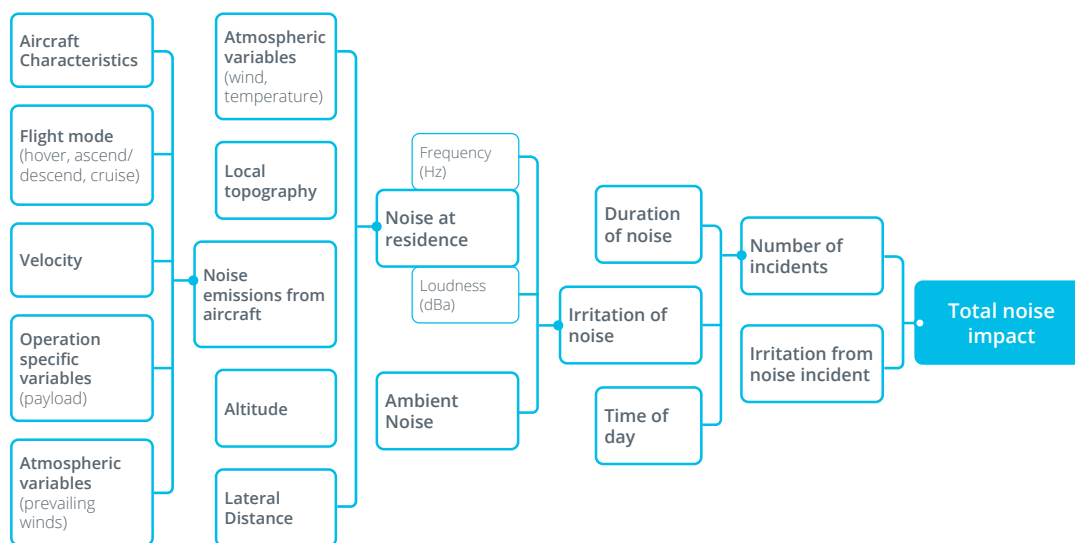 Aircraft
Characteristics
Flight mode
(hover, ascend/
descend, cruise)
Velocity
Operation
specific
variables
(payload)
Atmospheric
variables
(prevailing
winds)
Atmospheric
variables
(wind,
temperature)
Local
topography
Noise
emissions from
aircraft
Altitude
Lateral
Distance
Frequency
(Hz)
Noise at
residence
Loudness
(dBa)
Ambient
Noise
Duration
of noise
Irritation of
noise
Time of
day
Number of
incidents
Irritation from
noise incident
Total noise
impact